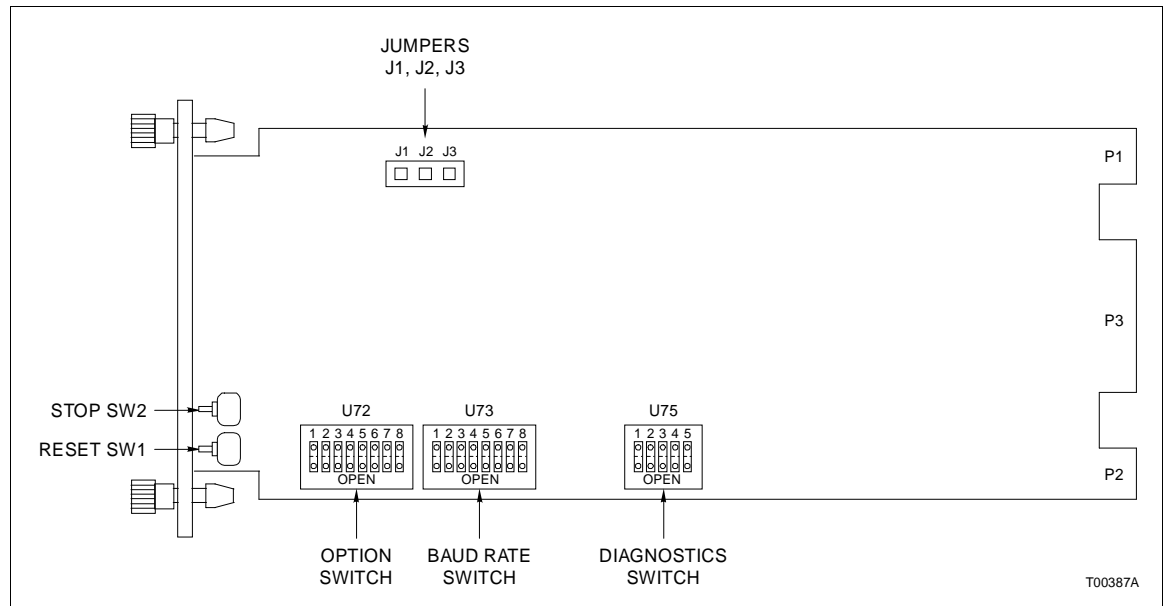 JUMPERS
J1, J2, J3
J1 J2 J3
P1
P3
P2
STOP SW2
RESET SW1
U72
1 2 3 4 5 6 7 8
OPEN
U73
1 2 3 4 5 6 7 8
OPEN
U75
1 2 3 4 5
OPEN
OPTION
SWITCH
BAUD RATE
SWITCH
DIAGNOSTICS
SWITCH
T00387A